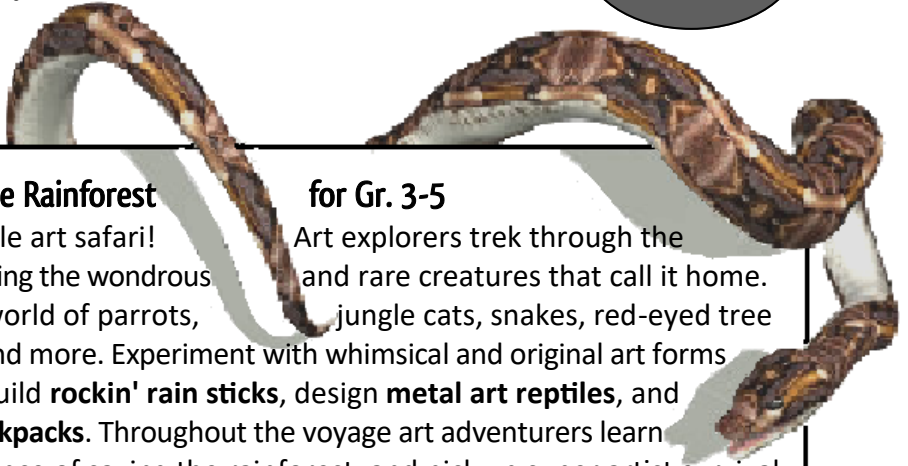 e Rainforest for Gr. 3-5
le art safari! Art explorers trek through the
ing the wondrous and rare creatures that call it home.
world of parrots, jungle cats, snakes, red-eyed tree
nd more. Experiment with whimsical and original art forms
uild rockin' rain sticks, design metal art reptiles, and
kpacks. Throughout the voyage art adventurers learn